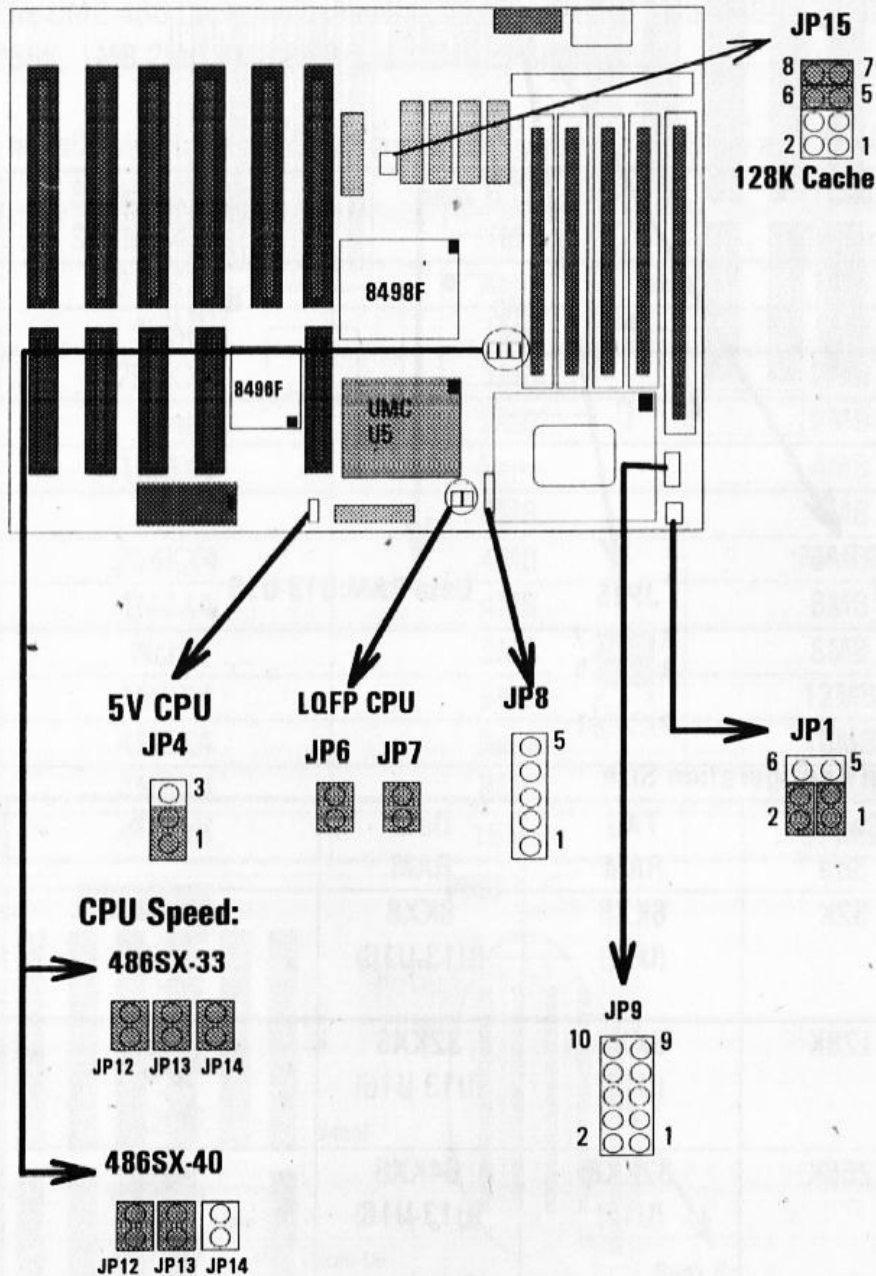 JP15
8 7
6 5
2 1
128K Cache
8498F
8496F
UMC
U5
5V CPU
JP4
3
1
LQFP CPU
JP6 JP7
JP8
5
1
JP1
6 5
2 1
CPU Speed:
486SX-33
JP12 JP13 JP14
JP9
10 9
2 1
486SX-40
JP12 JP13 JP14